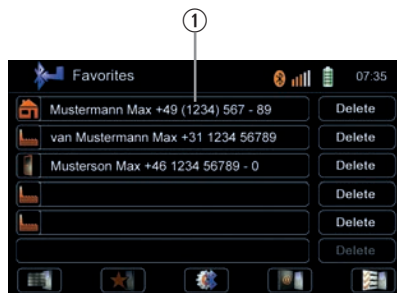 1
Favorites 07:35
Mustermann Max +49 (1234) 567 - 89 Delete
van Mustermann Max +31 1234 56789 Delete
Musterson Max +46 1234 56789 - 0 Delete
Delete
Delete
Delete